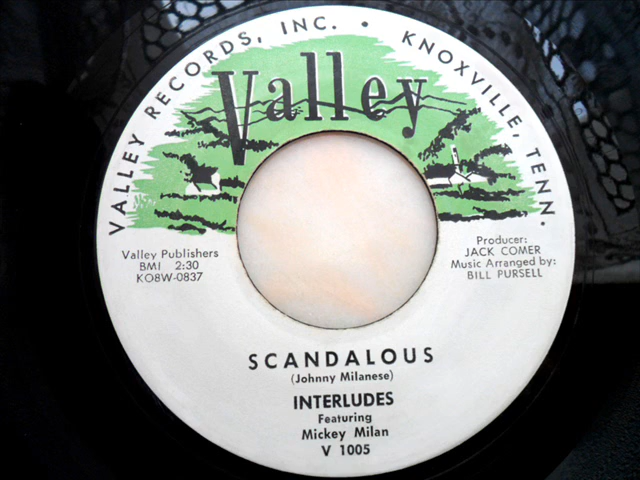 VALLEY RECORDS, INC. • KNOXVILLE, TENN.
Valley
Valley Publishers
BMI 2:30
KO8W-0837
Producer:
JACK COMER
Music Arranged by:
BILL PURSELL
SCANDALOUS
(Johnny Milanese)
INTERLUDES
Featuring
Mickey Milan
V 1005